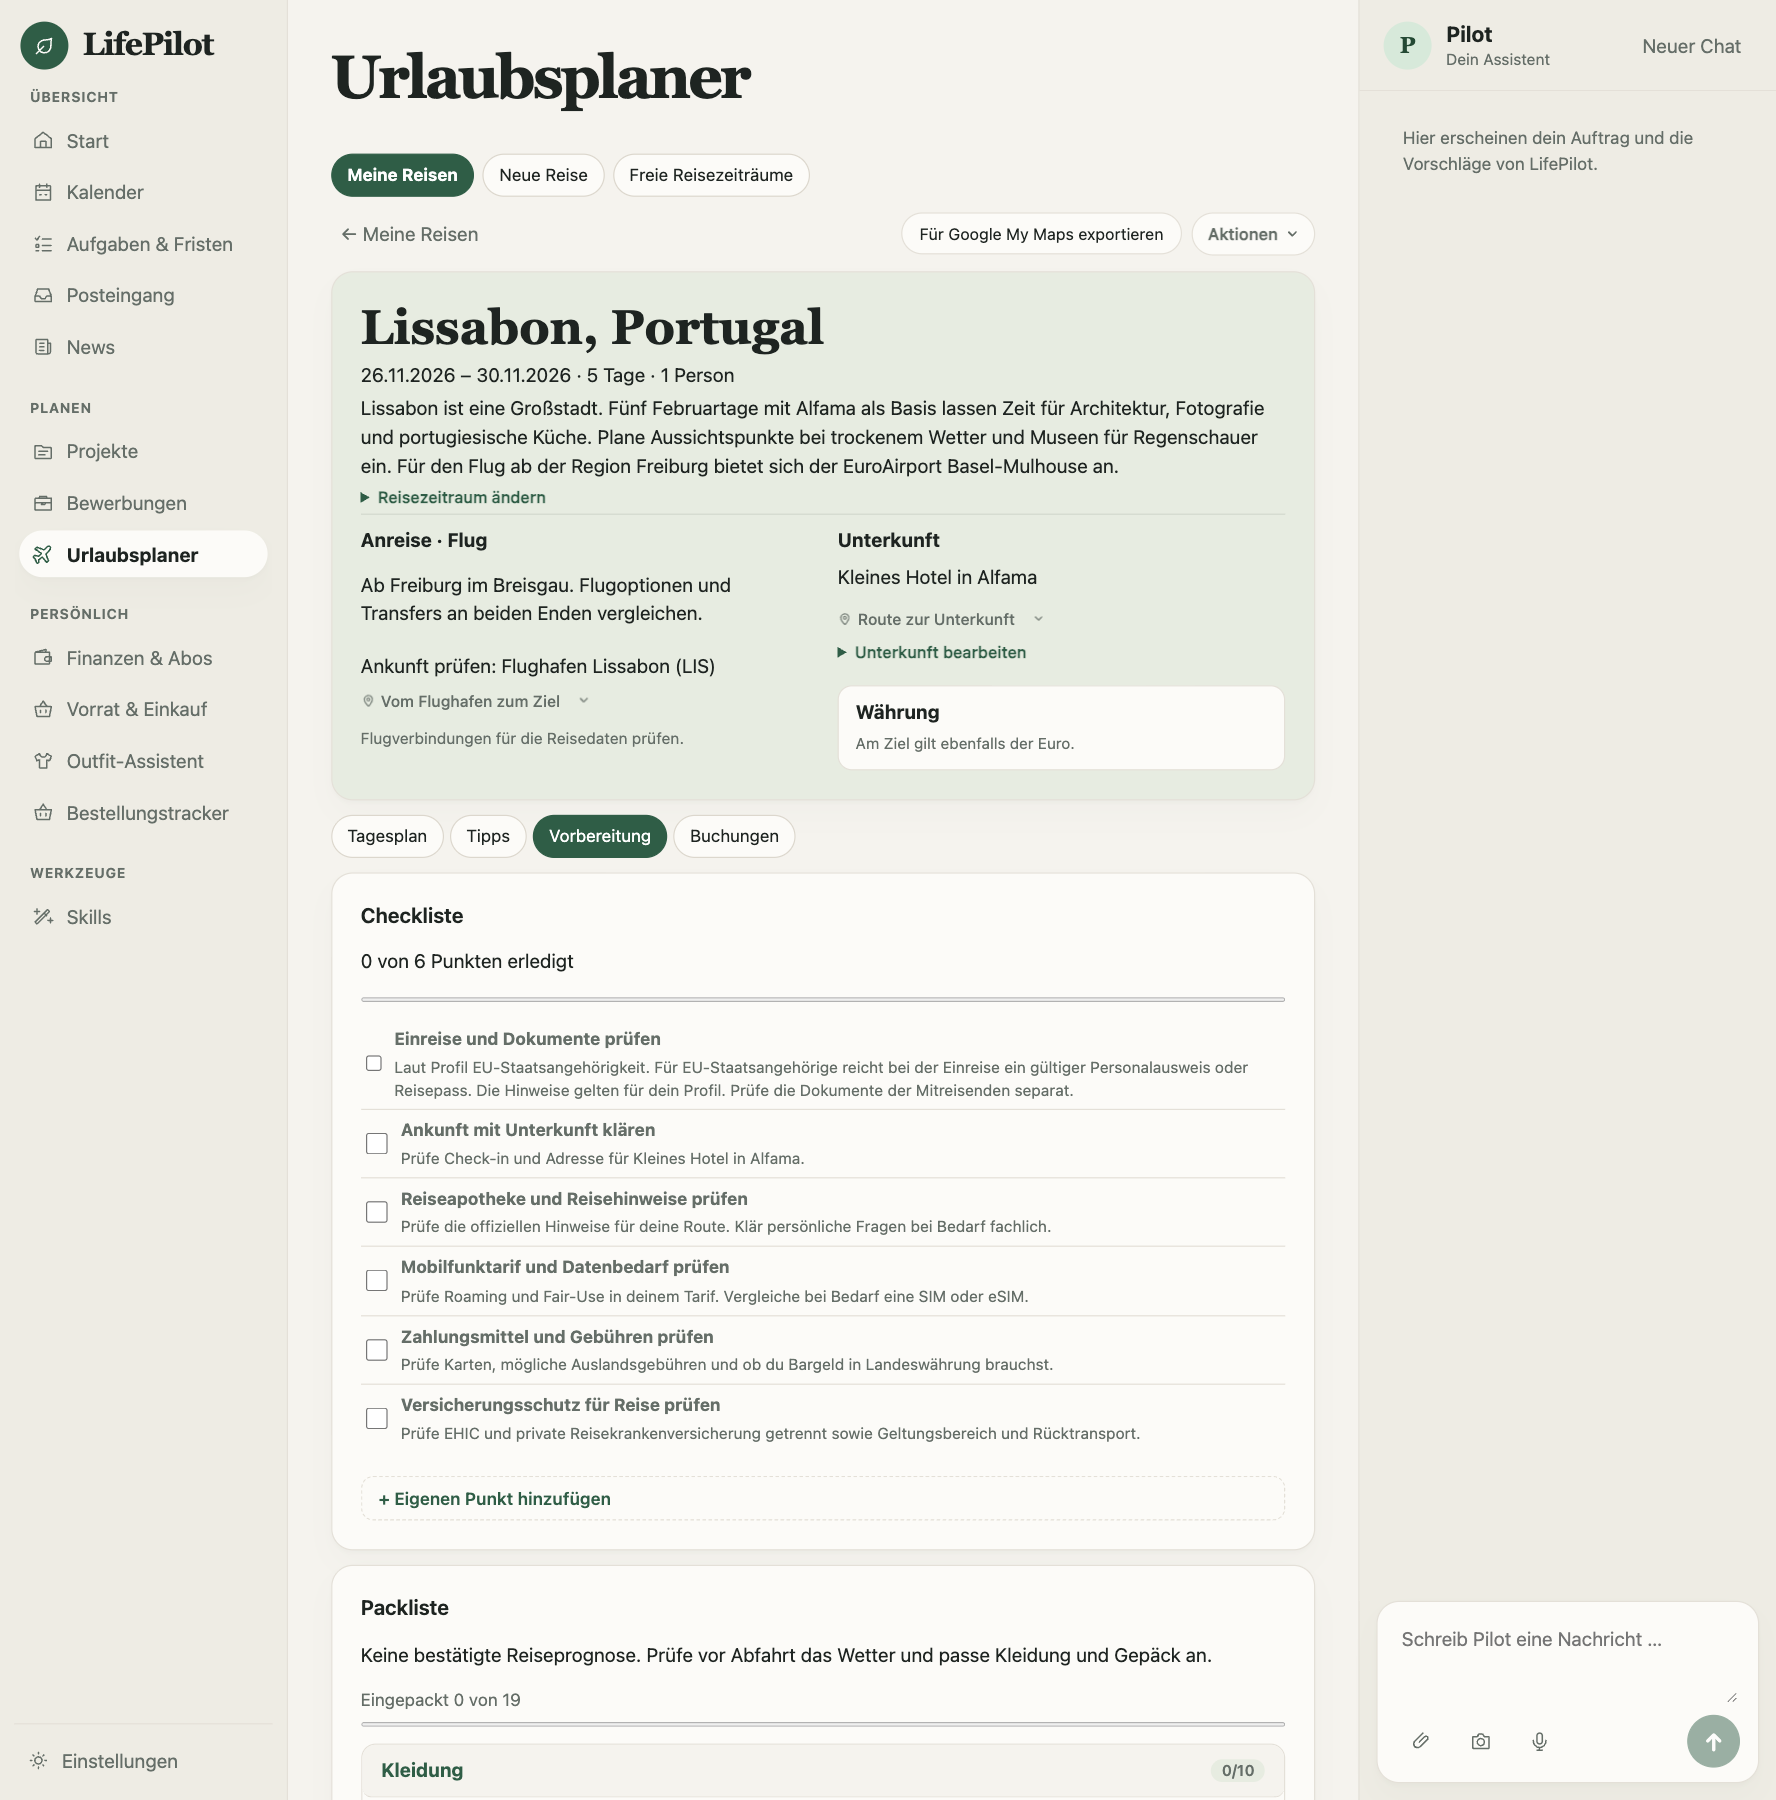 LifePilot
ÜBERSICHT
Start
Kalender
Aufgaben & Fristen
Posteingang
News
PLANEN
Projekte
Bewerbungen
Urlaubsplaner
PERSÖNLICH
Finanzen & Abos
Vorrat & Einkauf
Outfit-Assistent
Bestellungstracker
WERKZEUGE
Skills
Einstellungen
Urlaubsplaner
Meine Reisen
Neue Reise
Freie Reisezeiträume
← Meine Reisen
Für Google My Maps exportieren
Aktionen
Lissabon, Portugal
26.11.2026 – 30.11.2026 · 5 Tage · 1 Person
Lissabon ist eine Großstadt. Fünf Februartage mit Alfama als Basis lassen Zeit für Architektur, Fotografie
und portugiesische Küche. Plane Aussichtspunkte bei trockenem Wetter und Museen für Regenschauer
ein. Für den Flug ab der Region Freiburg bietet sich der EuroAirport Basel-Mulhouse an.
Reisezeitraum ändern
Anreise · Flug
Ab Freiburg im Breisgau. Flugoptionen und
Transfers an beiden Enden vergleichen.
Ankunft prüfen: Flughafen Lissabon (LIS)
Vom Flughafen zum Ziel
Flugverbindungen für die Reisedaten prüfen.
Unterkunft
Kleines Hotel in Alfama
Route zur Unterkunft
Unterkunft bearbeiten
Währung
Am Ziel gilt ebenfalls der Euro.
Tagesplan
Tipps
Vorbereitung
Buchungen
Checkliste
0 von 6 Punkten erledigt
Einreise und Dokumente prüfen
Laut Profil EU-Staatsangehörigkeit. Für EU-Staatsangehörige reicht bei der Einreise ein gültiger Personalausweis oder
Reisepass. Die Hinweise gelten für dein Profil. Prüfe die Dokumente der Mitreisenden separat.
Ankunft mit Unterkunft klären
Prüfe Check-in und Adresse für Kleines Hotel in Alfama.
Reiseapotheke und Reisehinweise prüfen
Prüfe die offiziellen Hinweise für deine Route. Klär persönliche Fragen bei Bedarf fachlich.
Mobilfunktarif und Datenbedarf prüfen
Prüfe Roaming und Fair-Use in deinem Tarif. Vergleiche bei Bedarf eine SIM oder eSIM.
Zahlungsmittel und Gebühren prüfen
Prüfe Karten, mögliche Auslandsgebühren und ob du Bargeld in Landeswährung brauchst.
Versicherungsschutz für Reise prüfen
Prüfe EHIC und private Reisekrankenversicherung getrennt sowie Geltungsbereich und Rücktransport.
+ Eigenen Punkt hinzufügen
Packliste
Keine bestätigte Reiseprognose. Prüfe vor Abfahrt das Wetter und passe Kleidung und Gepäck an.
Eingepackt 0 von 19
Kleidung
0/10
P
Pilot
Dein Assistent
Neuer Chat
Hier erscheinen dein Auftrag und die
Vorschläge von LifePilot.
Schreib Pilot eine Nachricht ...